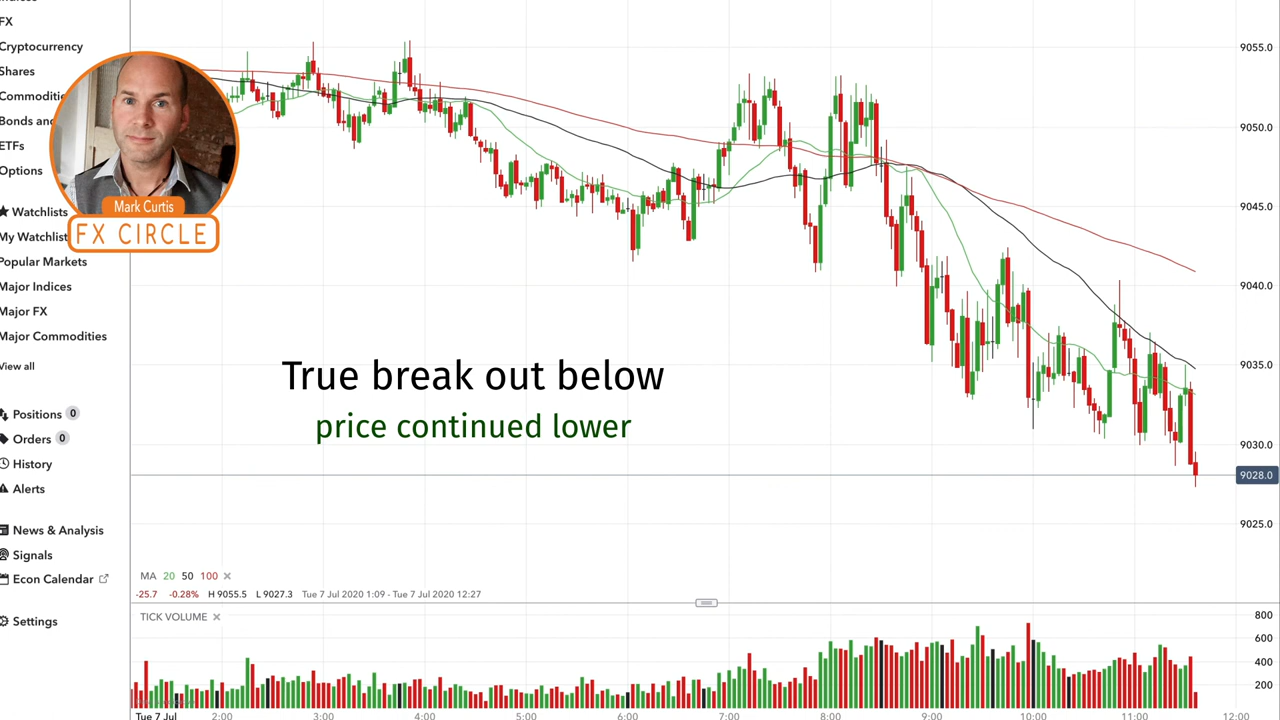 FX
Cryptocurrency
Shares
Commoditie
Bonds and
ETFs
Options
Watchlists
My Watchlist
Popular Markets
Major Indices
Major FX
Major Commodities
View all
Positions 0
Orders 0
History
Alerts
News & Analysis
Signals
Econ Calendar
Settings
Mark Curtis
FX CIRCLE
True break out below
price continued lower
9055.0
9050.0
9045.0
9040.0
9035.0
9030.0
9028.0
9025.0
MA 20 50 100
-25.7 -0.28% H 9055.5 L 9027.3 Tue 7 Jul 2020 1:09 - Tue 7 Jul 2020 12:27
TICK VOLUME
800
600
400
200
Tue 7 Jul 2:00 3:00 4:00 5:00 6:00 7:00 8:00 9:00 10:00 11:00 12:00